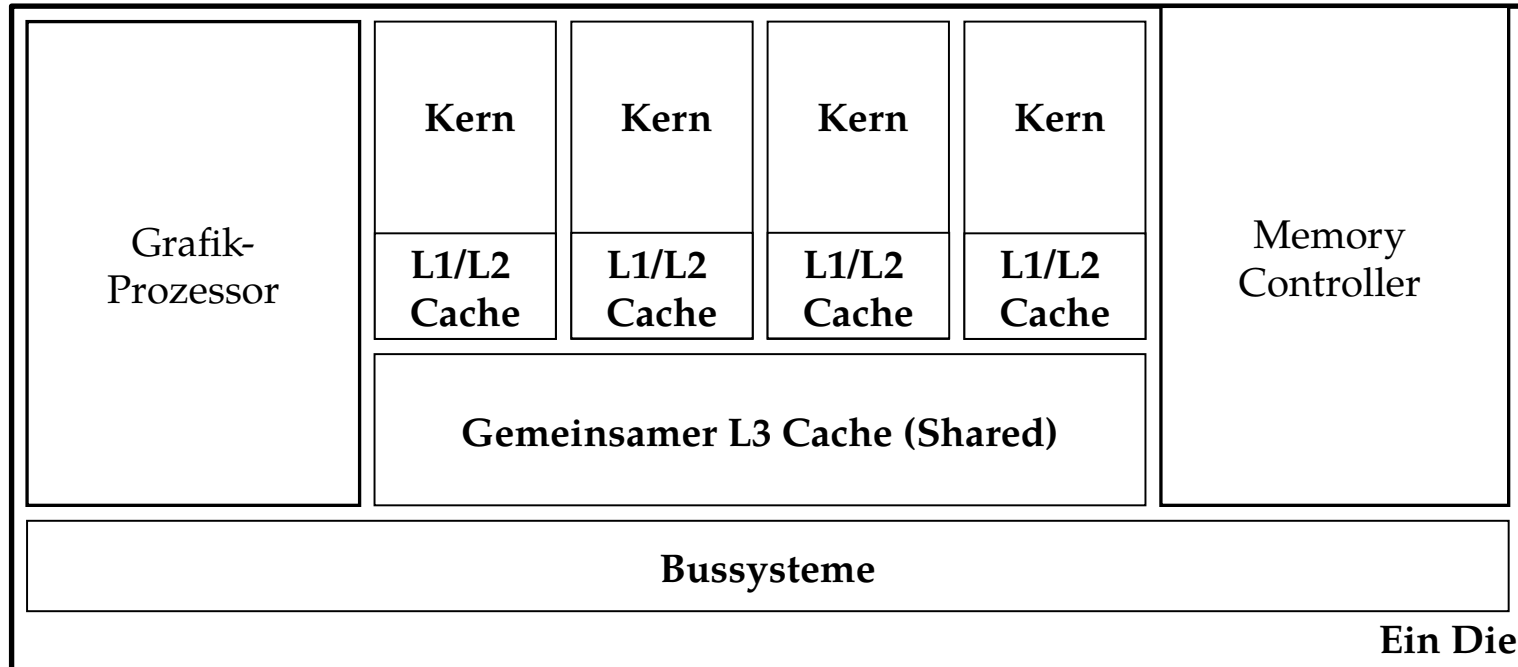 Grafik-
Prozessor
Kern
L1/L2
Cache
Kern
L1/L2
Cache
Kern
L1/L2
Cache
Kern
L1/L2
Cache
Memory
Controller
Gemeinsamer L3 Cache (Shared)
Bussysteme
Ein Die